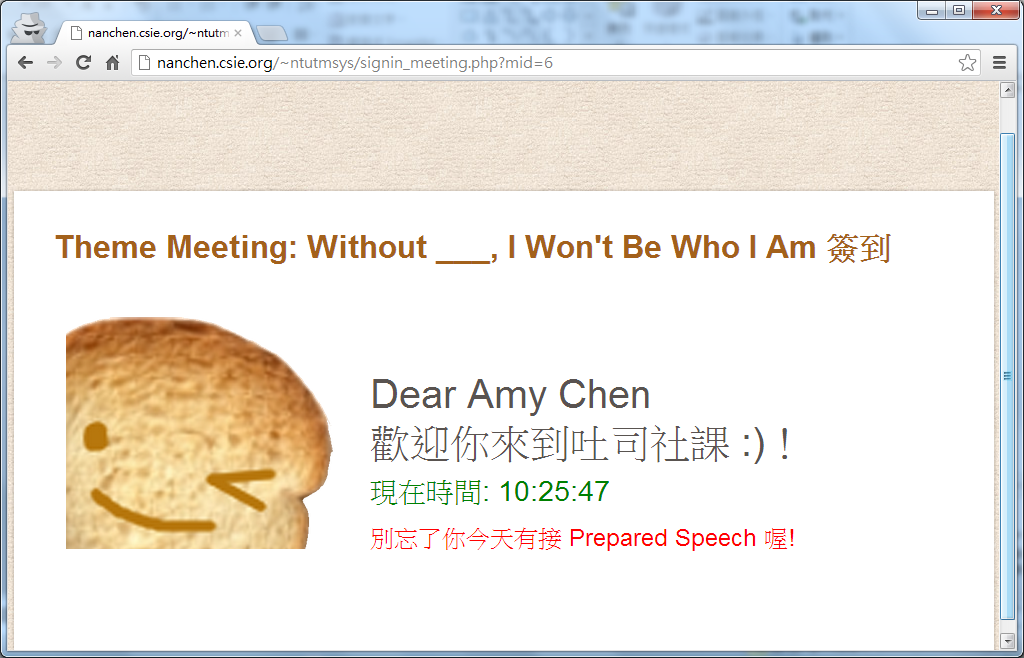 nanchen.csie.org/~ntutm
nanchen.csie.org/~ntutmsys/signin_meeting.php?mid=6
Theme Meeting: Without ___, I Won't Be Who I Am 簽到
Dear Amy Chen
歡迎你來到吐司社課 :) !
現在時間: 10:25:47
別忘了你今天有接 Prepared Speech 喔!